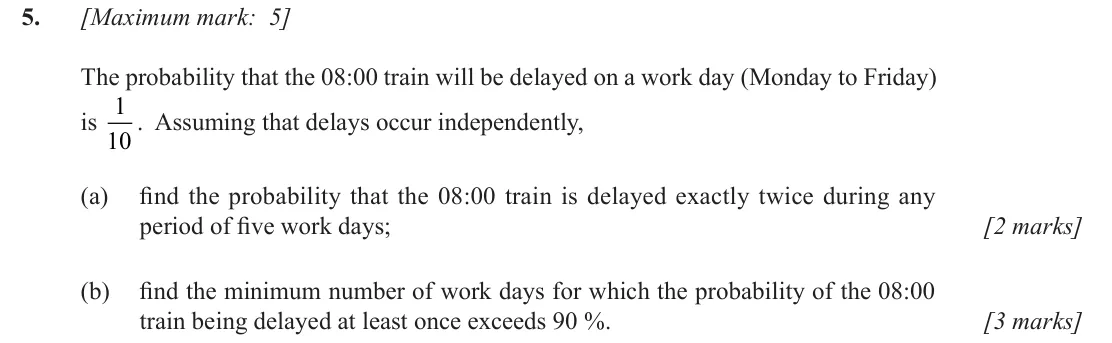 5. [Maximum mark: 5]
The probability that the 08:00 train will be delayed on a work day (Monday to Friday)
is 1/10. Assuming that delays occur independently,
(a) find the probability that the 08:00 train is delayed exactly twice during any
period of five work days; [2 marks]
(b) find the minimum number of work days for which the probability of the 08:00
train being delayed at least once exceeds 90 %. [3 marks]